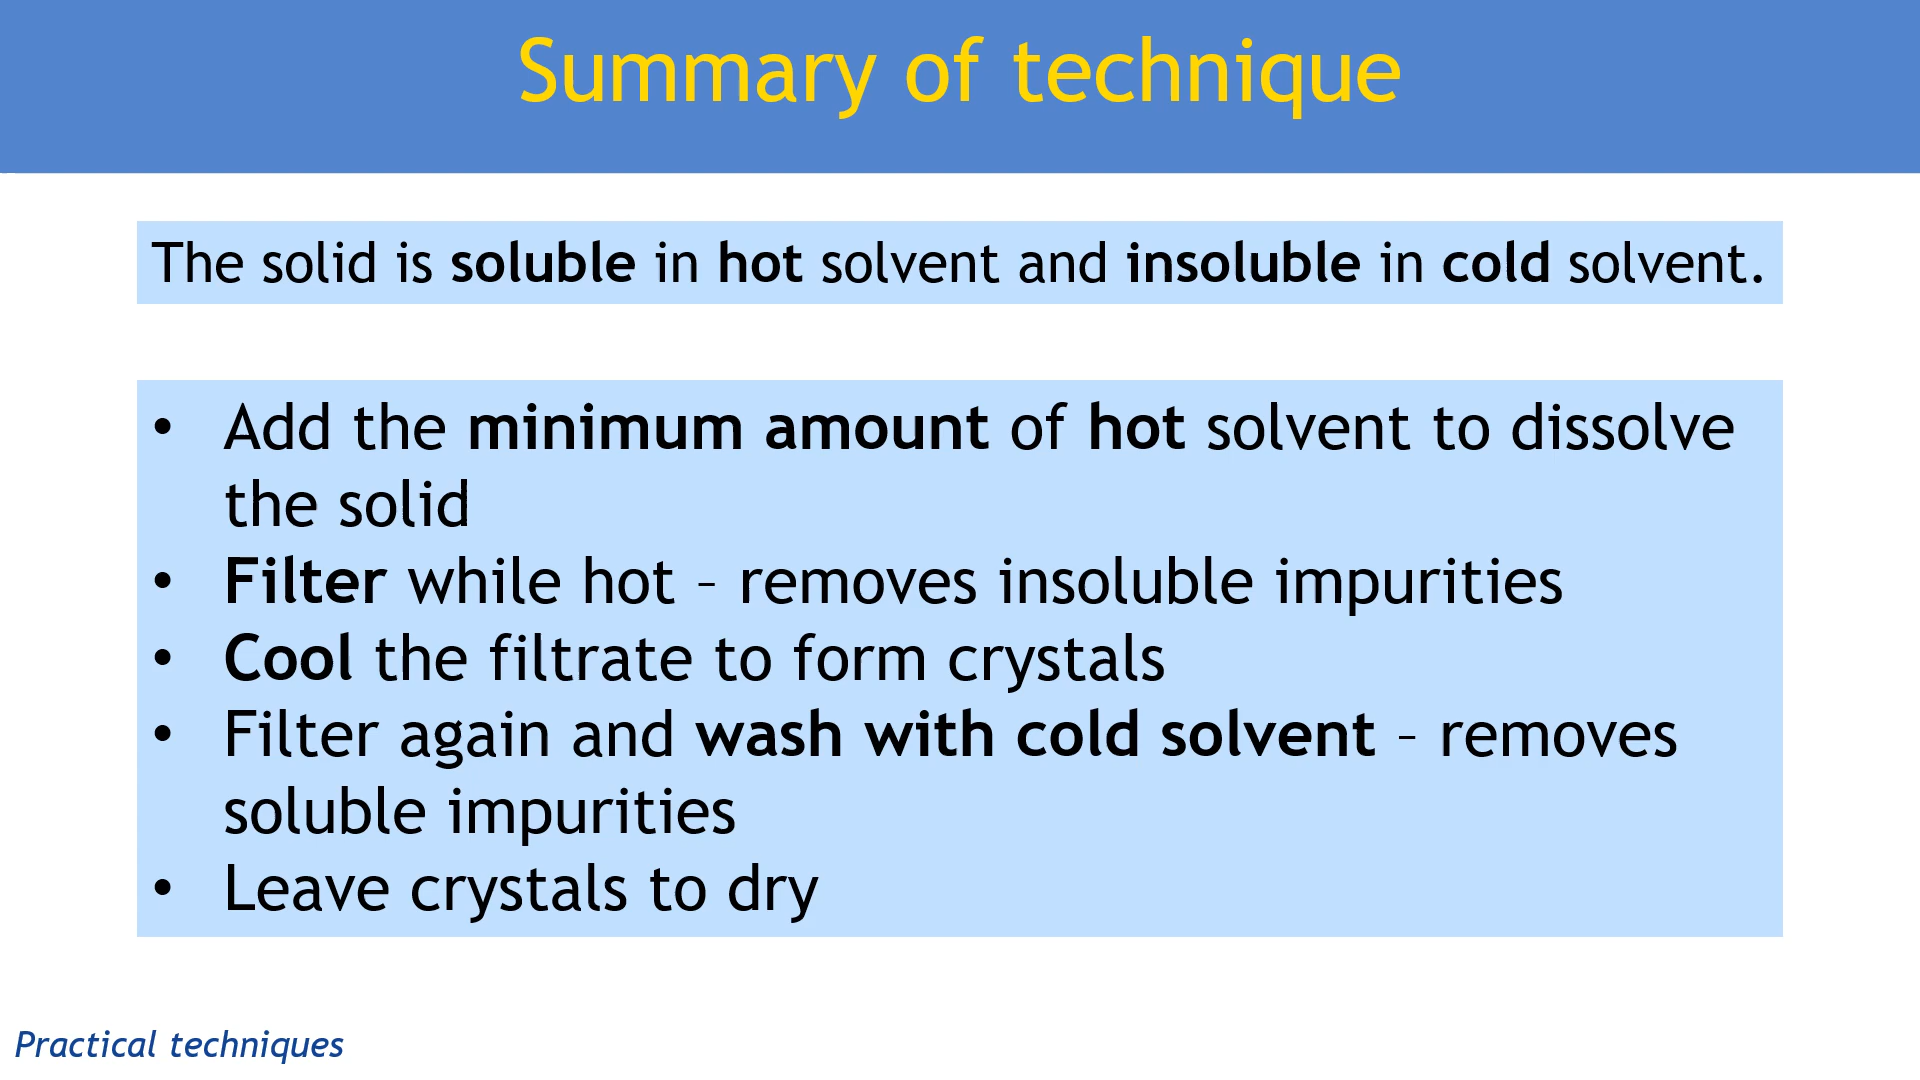 Summary of technique
The solid is soluble in hot solvent and insoluble in cold solvent.
• Add the minimum amount of hot solvent to dissolve
the solid
• Filter while hot – removes insoluble impurities
• Cool the filtrate to form crystals
• Filter again and wash with cold solvent – removes
soluble impurities
• Leave crystals to dry
Practical techniques